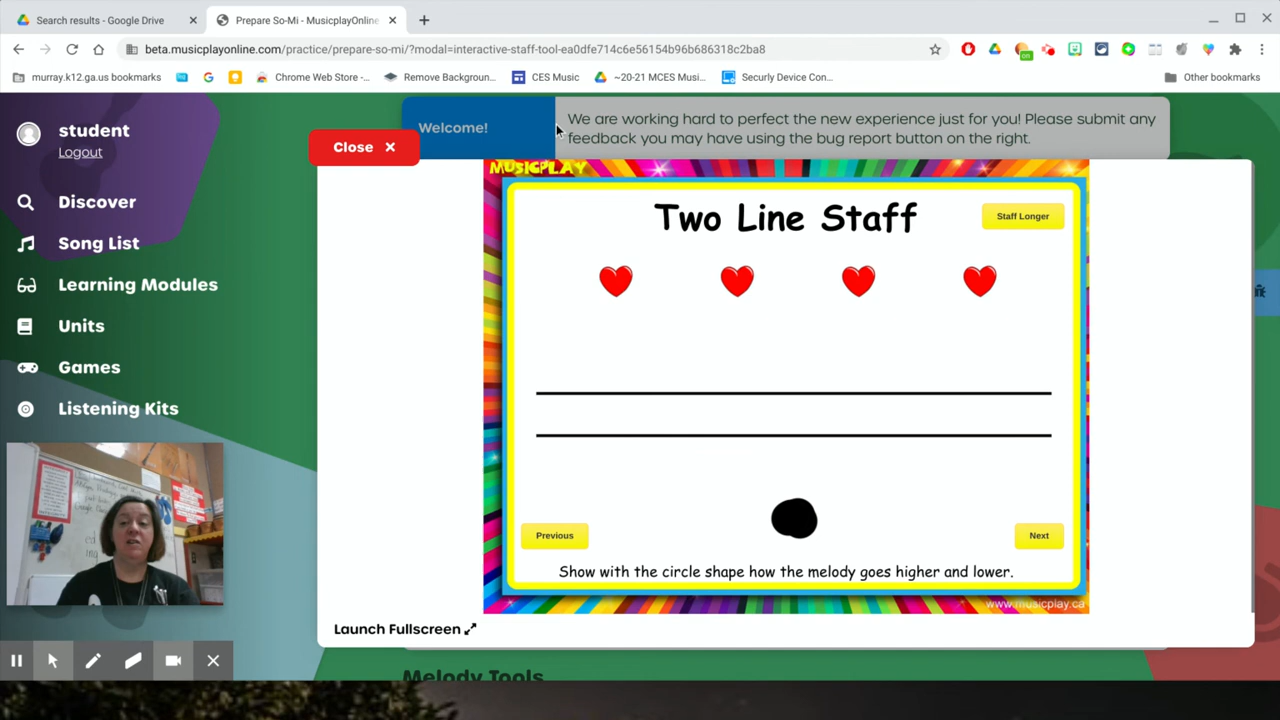 Search results - Google Drive
Prepare So-Mi - MusicplayOnline
beta.musicplayonline.com/practice/prepare-so-mi/?modal=interactive-staff-tool-ea0dfe714c6e56154b96b686318c2ba8
on
murray.k12.ga.us bookmarks
Chrome Web Store -...
Remove Backgroun...
CES Music
~20-21 MCES Musi...
Securly Device Con...
Other bookmarks
student
Logout
Discover
Song List
Learning Modules
Units
Games
Listening Kits
Welcome!
We are working hard to perfect the new experience just for you! Please submit any
feedback you may have using the bug report button on the right.
Close
MUSICPLAY
Two Line Staff
Staff Longer
Previous
Next
Show with the circle shape how the melody goes higher and lower.
www.musicplay.ca
Launch Fullscreen
Melody Tools